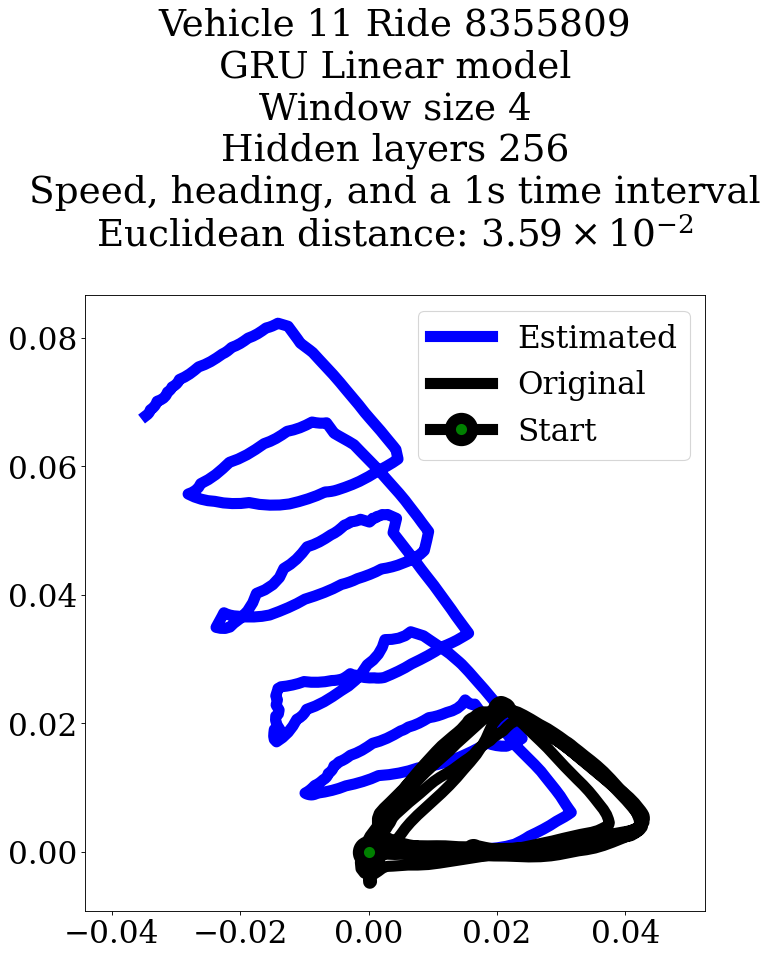 Vehicle 11 Ride 8355809
GRU Linear model
Window size 4
Hidden layers 256
Speed, heading, and a 1s time interval
Euclidean distance: 3.59 × 10⁻²
Estimated
Original
Start
0.08
0.06
0.04
0.02
0.00
−0.04 −0.02 0.00 0.02 0.04